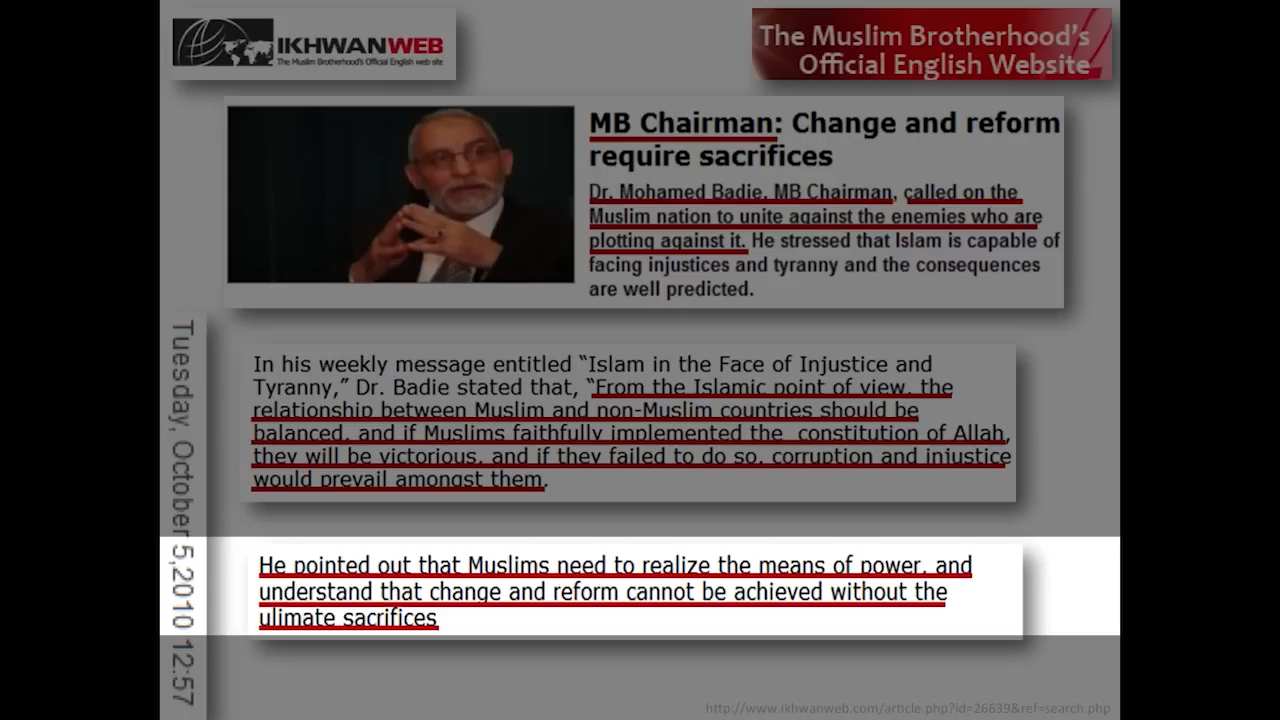 IKHWANWEB
The Muslim Brotherhood's Official English web site
The Muslim Brotherhood's
Official English Website
MB Chairman: Change and reform
require sacrifices
Dr. Mohamed Badie, MB Chairman, called on the
Muslim nation to unite against the enemies who are
plotting against it. He stressed that Islam is capable of
facing injustices and tyranny and the consequences
are well predicted.
Tuesday, October 5,2010 12:57
In his weekly message entitled “Islam in the Face of Injustice and
Tyranny,” Dr. Badie stated that, “From the Islamic point of view, the
relationship between Muslim and non-Muslim countries should be
balanced, and if Muslims faithfully implemented the constitution of Allah,
they will be victorious, and if they failed to do so, corruption and injustice
would prevail amongst them.
He pointed out that Muslims need to realize the means of power, and
understand that change and reform cannot be achieved without the
ulimate sacrifices
http://www.ikhwanweb.com/article.php?id=26639&ref=search.php